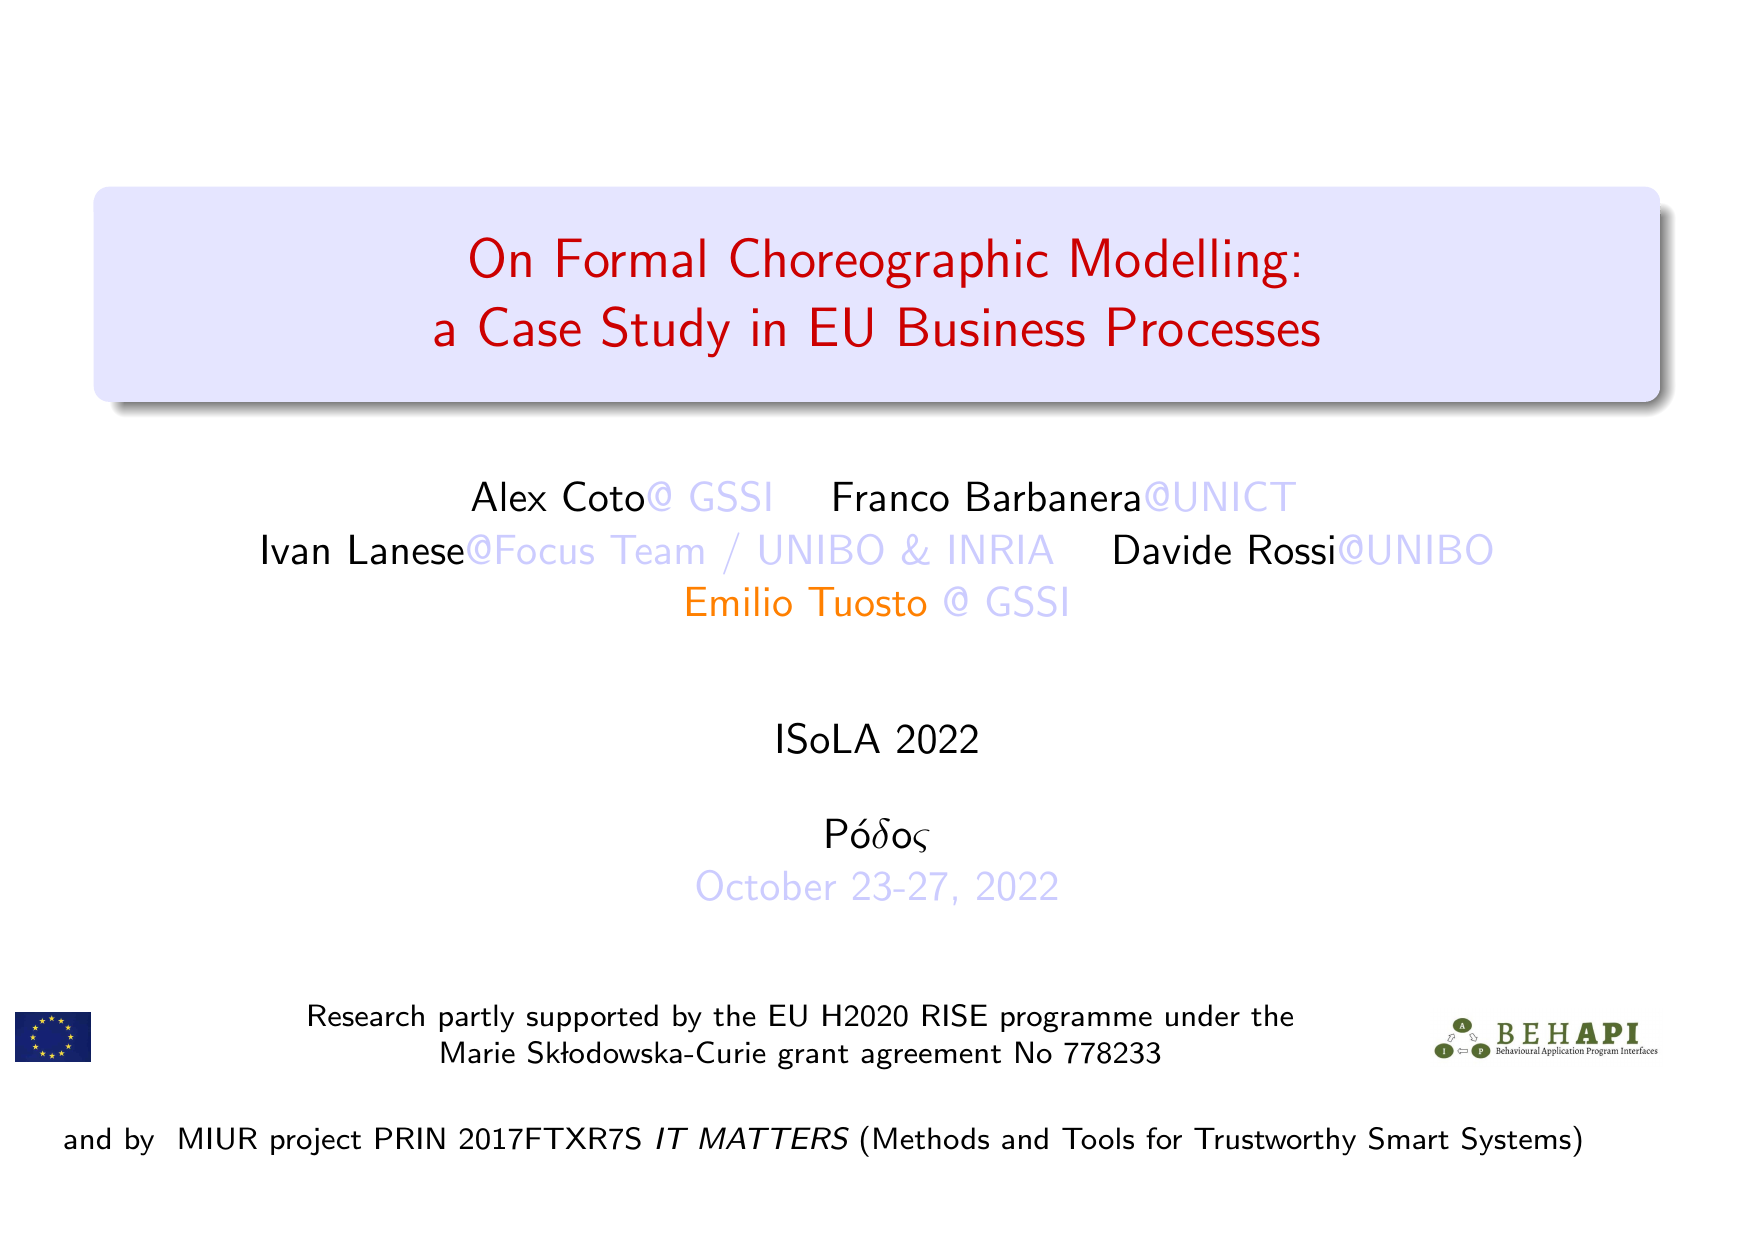 On Formal Choreographic Modelling:
a Case Study in EU Business Processes
Alex Coto@ GSSI Franco Barbanera@UNICT
Ivan Lanese@Focus Team / UNIBO & INRIA Davide Rossi@UNIBO
Emilio Tuosto @ GSSI
ISoLA 2022
Ρόδος
October 23-27, 2022
Research partly supported by the EU H2020 RISE programme under the
Marie Skłodowska-Curie grant agreement No 778233
A
I P
BEHAPI
Behavioural Application Program Interfaces
and by MIUR project PRIN 2017FTXR7S IT MATTERS (Methods and Tools for Trustworthy Smart Systems)